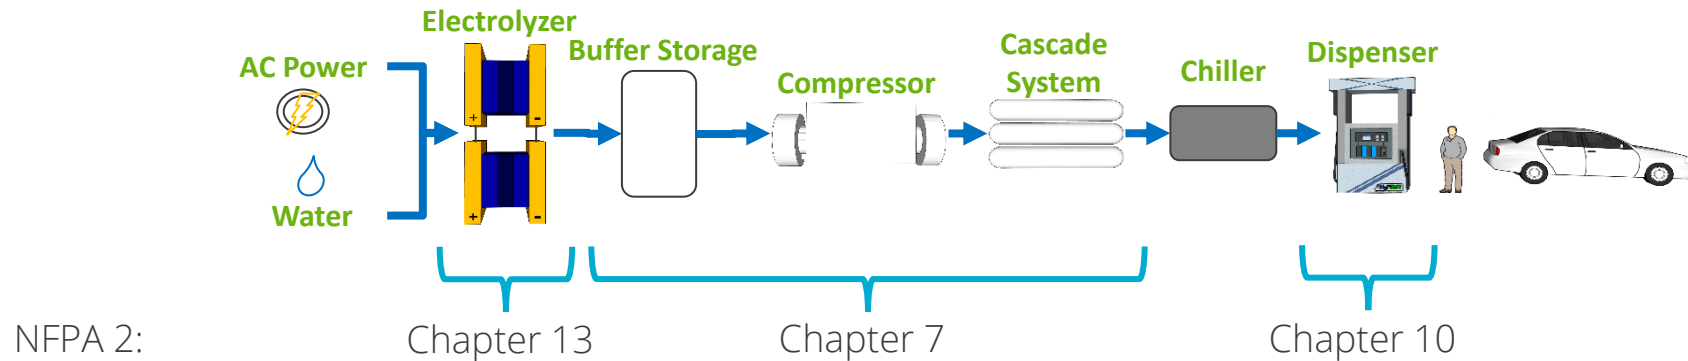 Electrolyzer
AC Power
Water
+
-
+
-
Buffer Storage
Compressor
Cascade
System
Chiller
Dispenser
NFPA 2:
Chapter 13
Chapter 7
Chapter 10